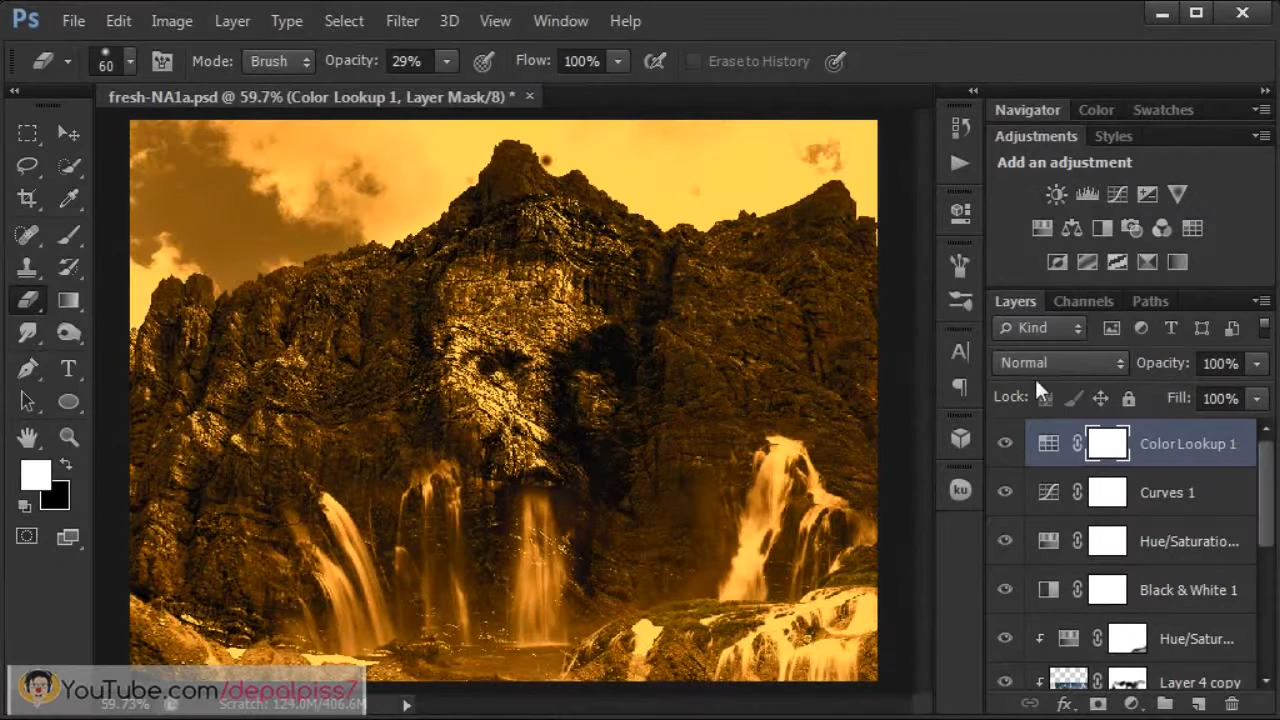 Ps File Edit Image Layer Type Select Filter 3D View Window Help
60 Mode: Brush Opacity: 29% Flow: 100% Erase to History
fresh-NA1a.psd @ 59.7% (Color Lookup 1, Layer Mask/8) * ×
Navigator Color Swatches
Adjustments Styles
Add an adjustment
Layers Channels Paths
Kind
Normal Opacity: 100%
Lock: Fill: 100%
Color Lookup 1
Curves 1
Hue/Saturatio...
Black & White 1
Hue/Satur...
Layer 4 copy
ku
YouTube.com/depalpiss7
59.73% Scratch: 124.0M/406.6M